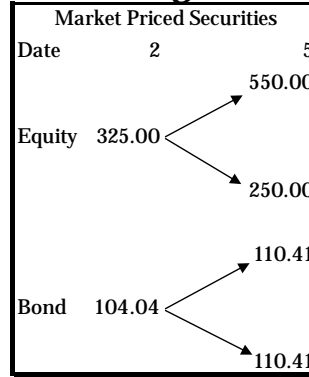 Market Priced Securities
Date 2 5
550.00
Equity 325.00
250.00
110.41
Bond 104.04
110.41